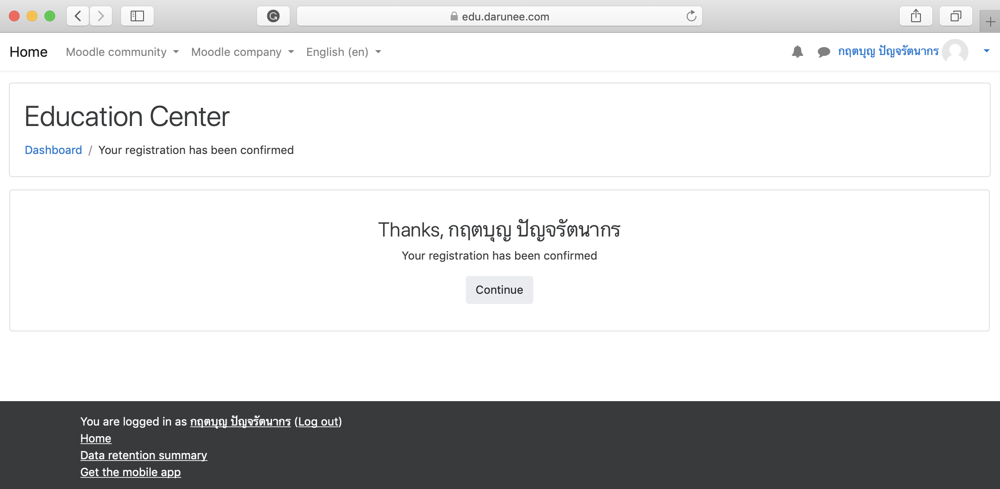 edu.darunee.com
Home Moodle community Moodle company English (en) กฤตบุญ ปัญจรัตนากร
Education Center
Dashboard / Your registration has been confirmed
Thanks, กฤตบุญ ปัญจรัตนากร
Your registration has been confirmed
Continue
You are logged in as กฤตบุญ ปัญจรัตนากร (Log out)
Home
Data retention summary
Get the mobile app